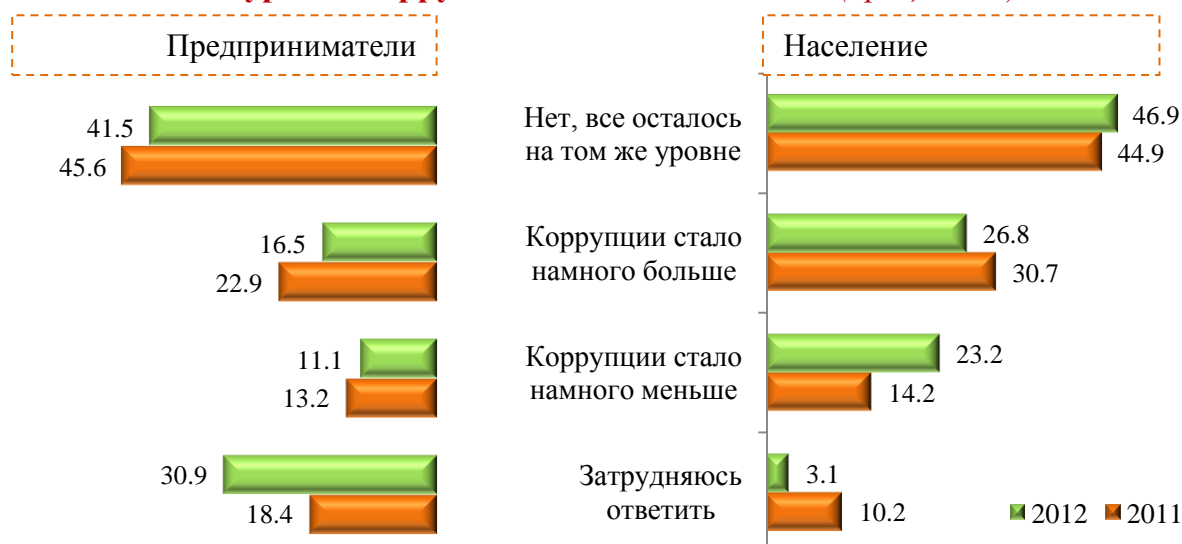 Предприниматели
Население
41.5
Нет, все осталось
46.9
45.6
на том же уровне
44.9
16.5
Коррупции стало
26.8
22.9
намного больше
30.7
11.1
Коррупции стало
23.2
13.2
намного меньше
14.2
30.9
Затрудняюсь
3.1
18.4
ответить
10.2
2012 2011